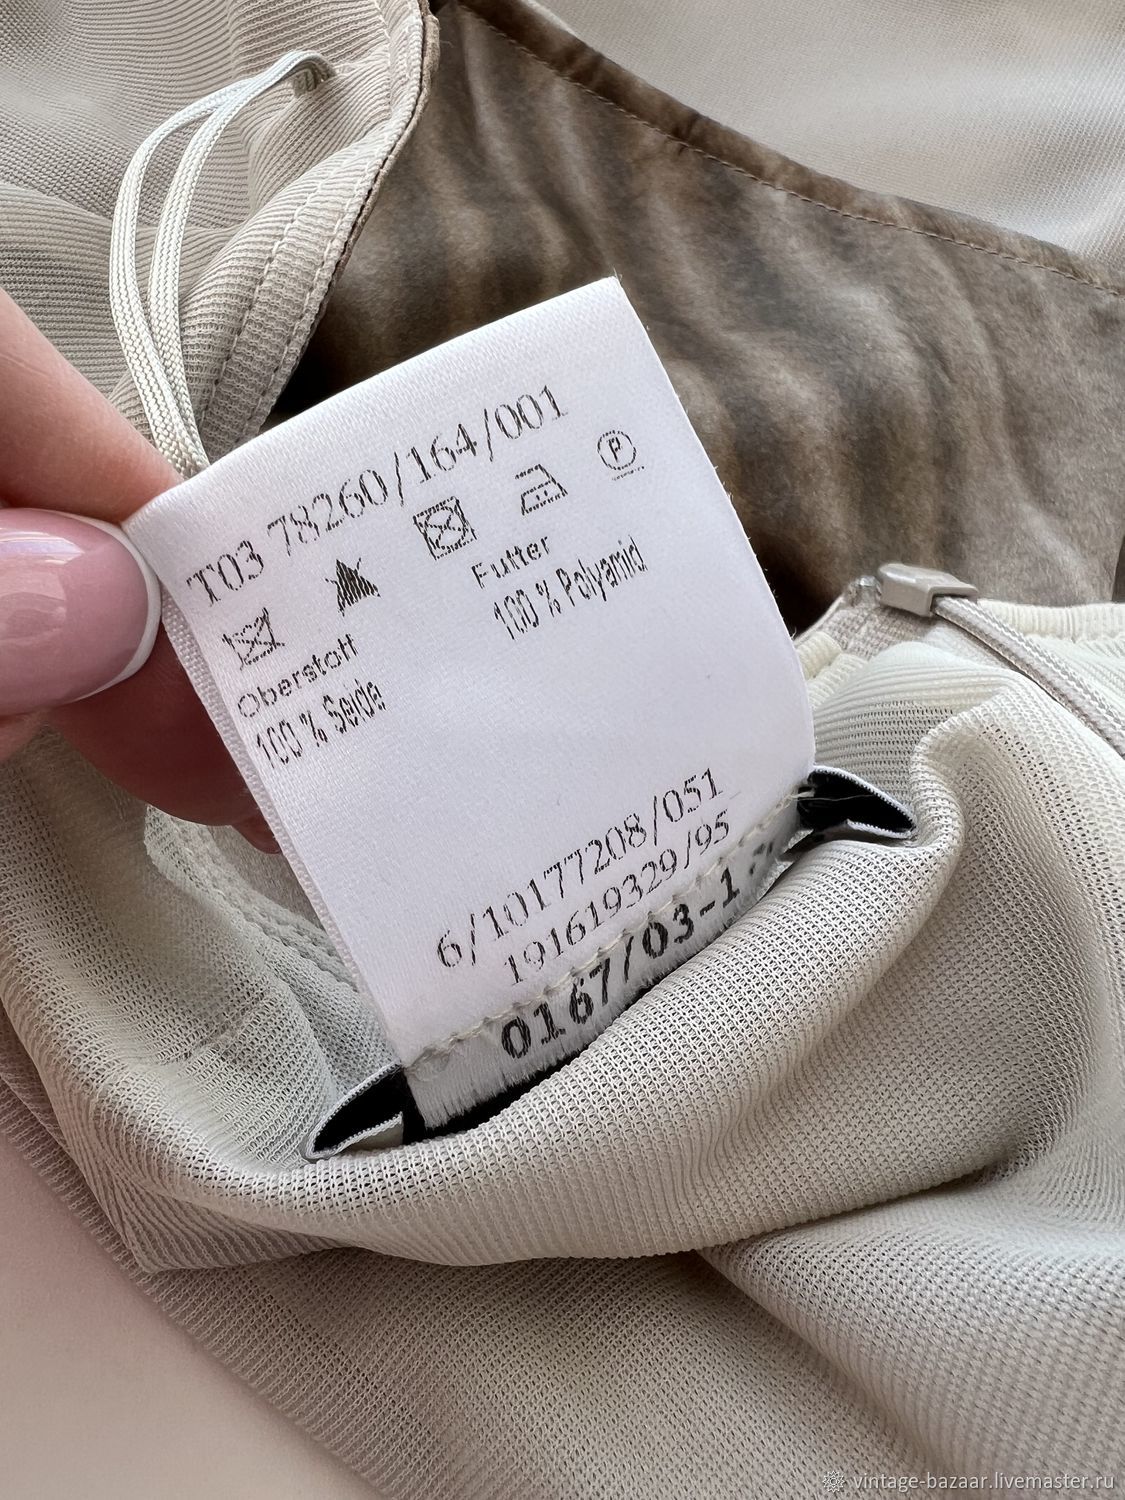 T03 78260/164/001
P
Oberstoff
100 % Seide
Futter
100 % Polyamid
6/10177208/051
191619329/95
0167/03-1
vintage-bazaar.livemaster.ru